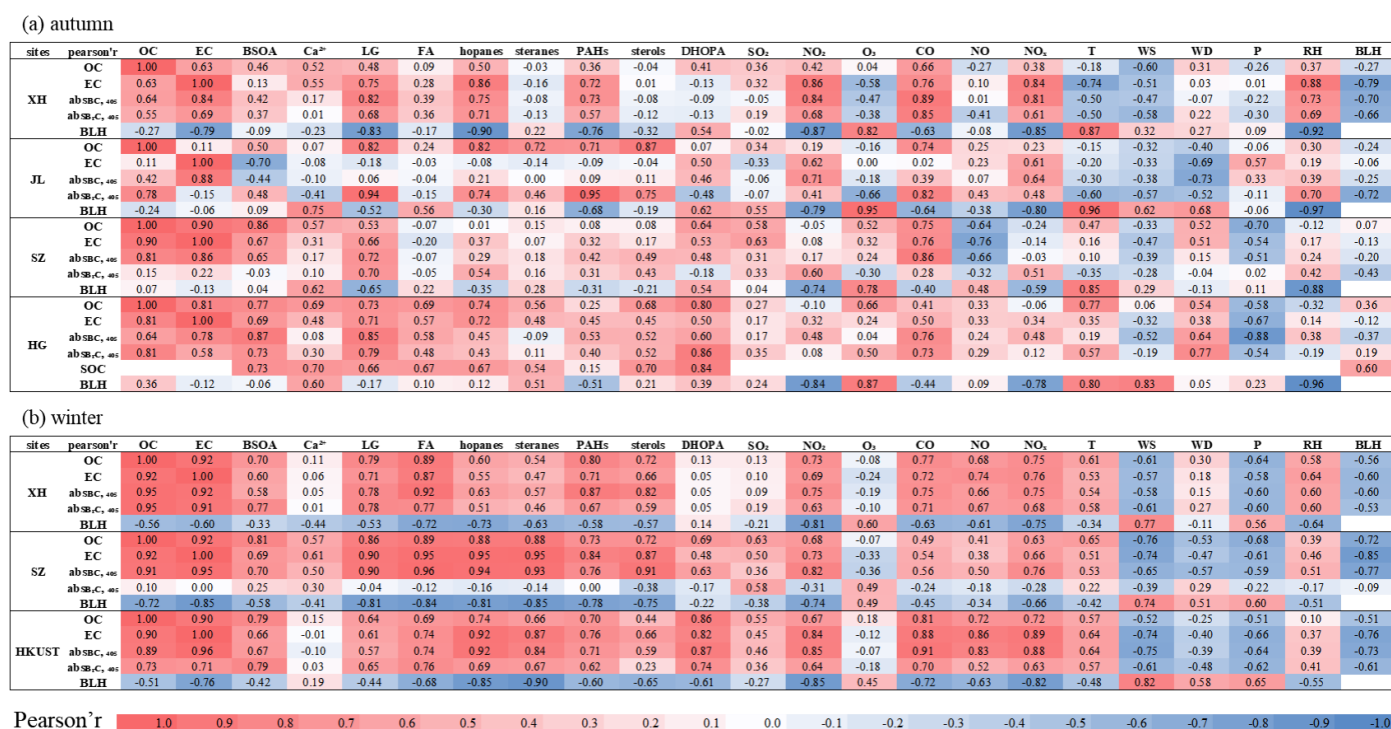 (a) autumn
sites pearson'r OC EC BSOA Ca²⁺ LG FA hopanes steranes PAHs sterols DHOPA SO₂ NO₂ O₃ CO NO NOₓ T WS WD P RH BLH
OC 1.00 0.63 0.46 0.52 0.48 0.09 0.50 -0.03 0.36 -0.04 0.41 0.36 0.42 0.04 0.66 -0.27 0.38 -0.18 -0.60 0.31 -0.26 0.37 -0.27
EC 0.63 1.00 0.13 0.55 0.75 0.28 0.86 -0.16 0.72 0.01 -0.13 0.32 0.86 -0.58 0.76 0.10 0.84 -0.74 -0.51 0.03 0.01 0.88 -0.79
XH absBC, 405 0.64 0.84 0.42 0.17 0.82 0.39 0.75 -0.08 0.73 -0.08 -0.09 -0.05 0.84 -0.47 0.89 0.01 0.81 -0.50 -0.47 -0.07 -0.22 0.73 -0.70
absBᵣC, 405 0.55 0.69 0.37 0.01 0.68 0.36 0.71 -0.13 0.57 -0.12 -0.13 0.19 0.68 -0.38 0.85 -0.41 0.61 -0.50 -0.58 0.22 -0.30 0.69 -0.66
BLH -0.27 -0.79 -0.09 -0.23 -0.83 -0.17 -0.90 0.22 -0.76 -0.32 0.54 -0.02 -0.87 0.82 -0.63 -0.08 -0.85 0.87 0.32 0.27 0.09 -0.92
OC 1.00 0.11 0.50 -0.07 0.82 0.24 0.82 0.72 0.71 0.87 0.07 0.34 0.19 -0.16 0.74 0.25 0.23 -0.15 -0.32 -0.40 -0.06 0.30 -0.24
EC 0.11 1.00 -0.70 -0.08 -0.18 -0.03 -0.08 -0.14 -0.09 -0.04 0.50 -0.33 0.62 0.00 0.02 0.23 0.61 -0.20 -0.33 -0.69 0.57 0.19 -0.06
JL absBC, 405 0.42 0.88 -0.44 -0.10 0.06 -0.04 0.21 0.00 0.09 0.11 0.46 -0.06 0.71 -0.18 0.39 0.07 0.64 -0.30 -0.38 -0.73 0.33 0.39 -0.25
absBᵣC, 405 0.78 -0.15 0.48 -0.41 0.94 -0.15 0.74 0.46 0.95 0.75 -0.48 -0.07 0.41 -0.66 0.82 0.43 0.48 -0.60 -0.57 -0.52 -0.11 0.70 -0.72
BLH -0.24 -0.06 0.09 0.75 -0.52 0.56 -0.30 0.16 -0.68 -0.19 0.62 0.55 -0.79 0.95 -0.64 -0.38 -0.80 0.96 0.62 0.68 -0.06 -0.97
OC 1.00 0.90 0.86 0.57 0.53 -0.07 0.01 0.15 0.08 0.08 0.64 0.58 -0.05 0.52 0.75 -0.64 -0.24 0.47 -0.33 0.52 -0.70 -0.12 0.07
EC 0.90 1.00 0.67 0.31 0.66 -0.20 0.37 0.07 0.32 0.17 0.53 0.63 0.08 0.32 0.76 -0.76 -0.14 0.16 -0.47 0.51 -0.54 0.17 -0.13
SZ absBC, 405 0.81 0.86 0.65 0.17 0.72 -0.07 0.29 0.18 0.42 0.49 0.48 0.31 0.17 0.24 0.86 -0.66 -0.03 0.10 -0.39 0.15 -0.51 0.24 -0.20
absBᵣC, 405 0.15 0.22 -0.03 0.10 0.70 -0.05 0.54 0.16 0.31 0.43 -0.18 0.33 0.60 -0.30 0.28 -0.32 0.51 -0.35 -0.28 -0.04 0.02 0.42 -0.43
BLH 0.07 -0.13 0.04 0.62 -0.65 0.22 -0.35 0.28 -0.31 -0.21 0.54 0.04 -0.74 0.78 -0.40 0.48 -0.59 0.85 0.29 -0.13 0.11 -0.88
OC 1.00 0.81 0.77 0.69 0.73 0.69 0.74 0.56 0.25 0.68 0.80 0.27 -0.10 0.66 0.41 0.33 -0.06 0.77 0.06 0.54 -0.58 -0.32 0.36
EC 0.81 1.00 0.69 0.48 0.71 0.57 0.72 0.48 0.45 0.45 0.50 0.17 0.32 0.24 0.50 0.33 0.34 0.35 -0.32 0.38 -0.67 0.14 -0.12
HG absBC, 405 0.64 0.78 0.87 0.08 0.85 0.58 0.45 -0.09 0.53 0.52 0.60 0.17 0.48 0.04 0.76 0.24 0.48 0.19 -0.52 0.64 -0.88 0.38 -0.37
absBᵣC, 405 0.81 0.58 0.73 0.30 0.79 0.48 0.43 0.11 0.40 0.52 0.86 0.35 0.08 0.50 0.73 0.29 0.12 0.57 -0.19 0.77 -0.54 -0.19 0.19
SOC 0.73 0.70 0.66 0.67 0.67 0.54 0.15 0.70 0.84 0.60
BLH 0.36 -0.12 -0.06 0.60 -0.17 0.10 0.12 0.51 -0.51 0.21 0.39 0.24 -0.84 0.87 -0.44 0.09 -0.78 0.80 0.83 0.05 0.23 -0.96
(b) winter
sites pearson'r OC EC BSOA Ca²⁺ LG FA hopanes steranes PAHs sterols DHOPA SO₂ NO₂ O₃ CO NO NOₓ T WS WD P RH BLH
OC 1.00 0.92 0.70 0.11 0.79 0.89 0.60 0.54 0.80 0.72 0.13 0.13 0.73 -0.08 0.77 0.68 0.75 0.61 -0.61 0.30 -0.64 0.58 -0.56
EC 0.92 1.00 0.60 0.06 0.71 0.87 0.55 0.47 0.71 0.66 0.05 0.10 0.69 -0.24 0.72 0.74 0.76 0.53 -0.57 0.18 -0.58 0.64 -0.60
XH absBC, 405 0.95 0.92 0.58 0.05 0.78 0.92 0.63 0.57 0.87 0.82 0.05 0.09 0.75 -0.19 0.75 0.66 0.75 0.54 -0.58 0.15 -0.60 0.60 -0.60
absBᵣC, 405 0.95 0.91 0.77 0.01 0.78 0.77 0.51 0.46 0.67 0.59 0.05 0.19 0.63 -0.10 0.71 0.67 0.68 0.58 -0.61 0.27 -0.60 0.60 -0.53
BLH -0.56 -0.60 -0.33 -0.44 -0.53 -0.72 -0.73 -0.63 -0.58 -0.57 0.14 -0.21 -0.81 0.60 -0.63 -0.61 -0.75 -0.34 0.77 -0.11 0.56 -0.64
OC 1.00 0.92 0.81 0.57 0.86 0.89 0.88 0.88 0.73 0.72 0.69 0.63 0.68 -0.07 0.49 0.41 0.63 0.65 -0.76 -0.53 -0.68 0.39 -0.72
EC 0.92 1.00 0.69 0.61 0.90 0.95 0.95 0.95 0.84 0.87 0.48 0.50 0.73 -0.33 0.54 0.38 0.66 0.51 -0.74 -0.47 -0.61 0.46 -0.85
SZ absBC, 405 0.91 0.95 0.70 0.50 0.90 0.96 0.94 0.93 0.76 0.91 0.63 0.36 0.82 -0.36 0.56 0.50 0.76 0.53 -0.65 -0.57 -0.59 0.51 -0.77
absBᵣC, 405 0.10 0.00 0.25 0.30 -0.04 -0.12 -0.16 -0.14 0.00 -0.38 -0.17 0.58 -0.31 0.49 -0.24 -0.18 -0.28 0.22 -0.39 0.29 -0.22 -0.17 -0.09
BLH -0.72 -0.85 -0.58 -0.41 -0.81 -0.84 -0.81 -0.85 -0.78 -0.75 -0.22 -0.38 -0.74 0.49 -0.45 -0.34 -0.66 -0.42 0.74 0.51 0.60 -0.51
OC 1.00 0.90 0.79 0.15 0.64 0.69 0.74 0.66 0.70 0.44 0.86 0.55 0.67 0.18 0.81 0.72 0.72 0.57 -0.52 -0.25 -0.51 0.10 -0.51
EC 0.90 1.00 0.66 -0.01 0.61 0.74 0.92 0.87 0.76 0.66 0.82 0.45 0.84 -0.12 0.88 0.86 0.89 0.64 -0.74 -0.40 -0.66 0.37 -0.76
HKUST absBC, 405 0.89 0.96 0.67 -0.10 0.57 0.74 0.92 0.84 0.71 0.59 0.87 0.46 0.85 -0.07 0.91 0.83 0.88 0.64 -0.75 -0.39 -0.64 0.39 -0.73
absBᵣC, 405 0.73 0.71 0.79 0.03 0.65 0.76 0.69 0.67 0.62 0.23 0.74 0.36 0.64 -0.18 0.70 0.52 0.63 0.57 -0.61 -0.48 -0.62 0.41 -0.61
BLH -0.51 -0.76 -0.42 0.19 -0.44 -0.68 -0.85 -0.90 -0.60 -0.65 -0.61 -0.27 -0.85 0.45 -0.72 -0.63 -0.82 -0.48 0.82 0.58 0.65 -0.55
Pearson'r 1.0 0.9 0.8 0.7 0.6 0.5 0.4 0.3 0.2 0.1 0.0 -0.1 -0.2 -0.3 -0.4 -0.5 -0.6 -0.7 -0.8 -0.9 -1.0